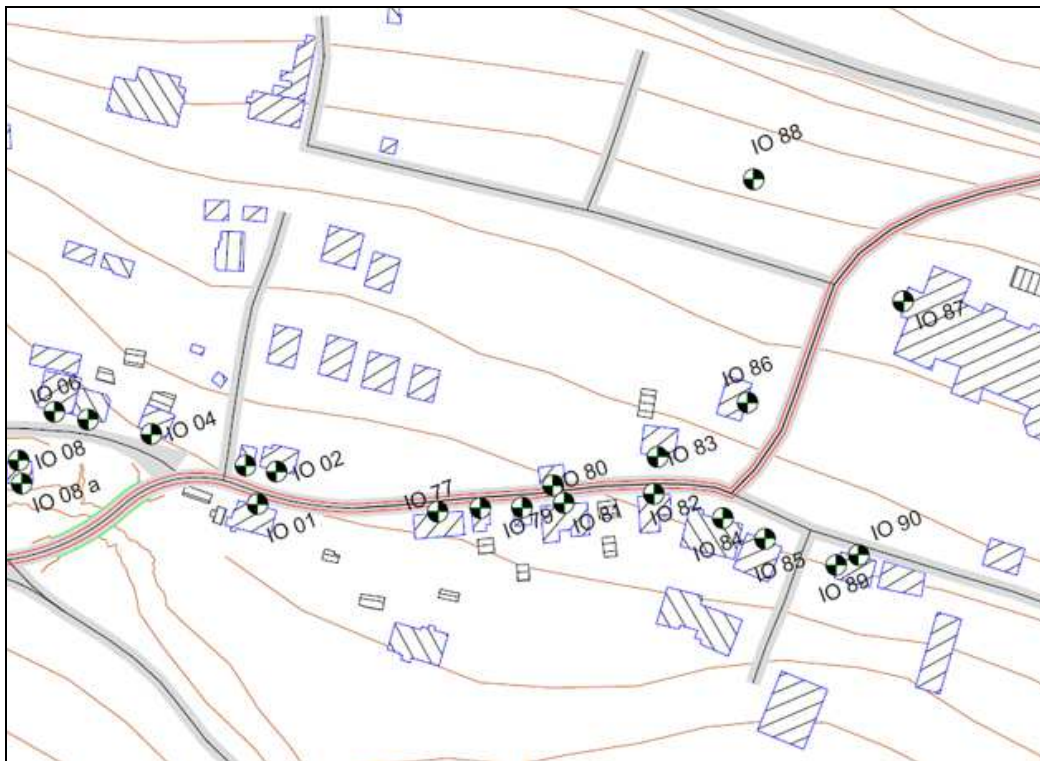 IO 88
IO 87
IO 86
IO 06
IO 04
IO 83
IO 02
IO 08
IO 80
IO 77
IO 08 a
IO 79
IO 81
IO 82
IO 01
IO 84
IO 90
IO 85
IO 89